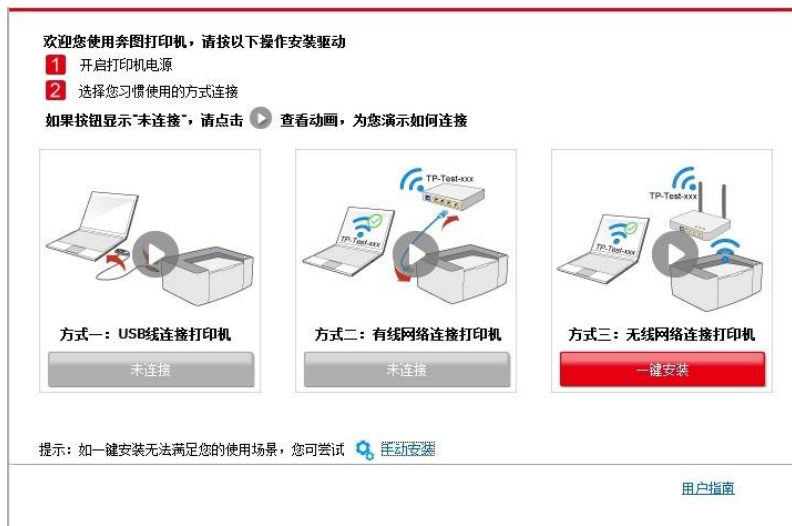 欢迎您使用奔图打印机，请按以下操作安装驱动
1 开启打印机电源
2 选择您习惯使用的方式连接
如果按钮显示"未连接"，请点击 查看动画，为您演示如何连接
TP-Test-xxx
方式一：USB线连接打印机
未连接
TP-Test-xxx
TP-Test-xxx
方式二：有线网络连接打印机
未连接
TP-Test-xxx
方式三：无线网络连接打印机
一键安装
提示：如一键安装无法满足您的使用场景，您可尝试 手动安装
用户指南